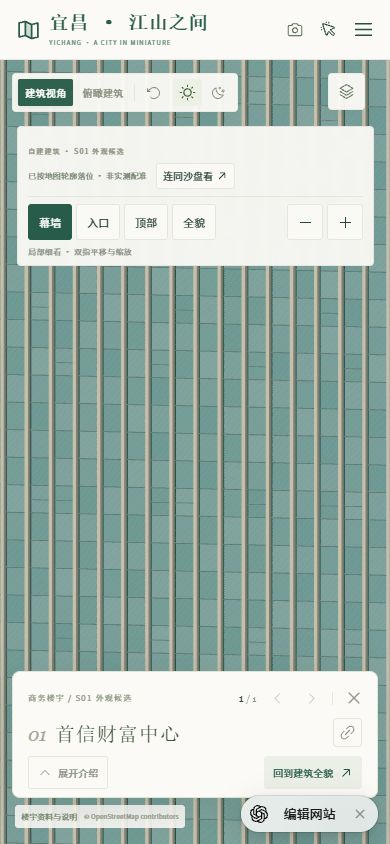 宜昌 • 江山之间
YICHANG • A CITY IN MINIATURE
建筑视角 俯瞰建筑
自建建筑 • S01 外观候选
已按地图轮廓落位 • 非实测配准 连同沙盘看
幕墙 入口 顶部 全貌
局部细看 • 双指平移与缩放
商务楼宇 / S01 外观候选 1 / 1
01 首信财富中心
展开介绍 回到建筑全貌
楼宇资料与说明 © OpenStreetMap contributors
编辑网站